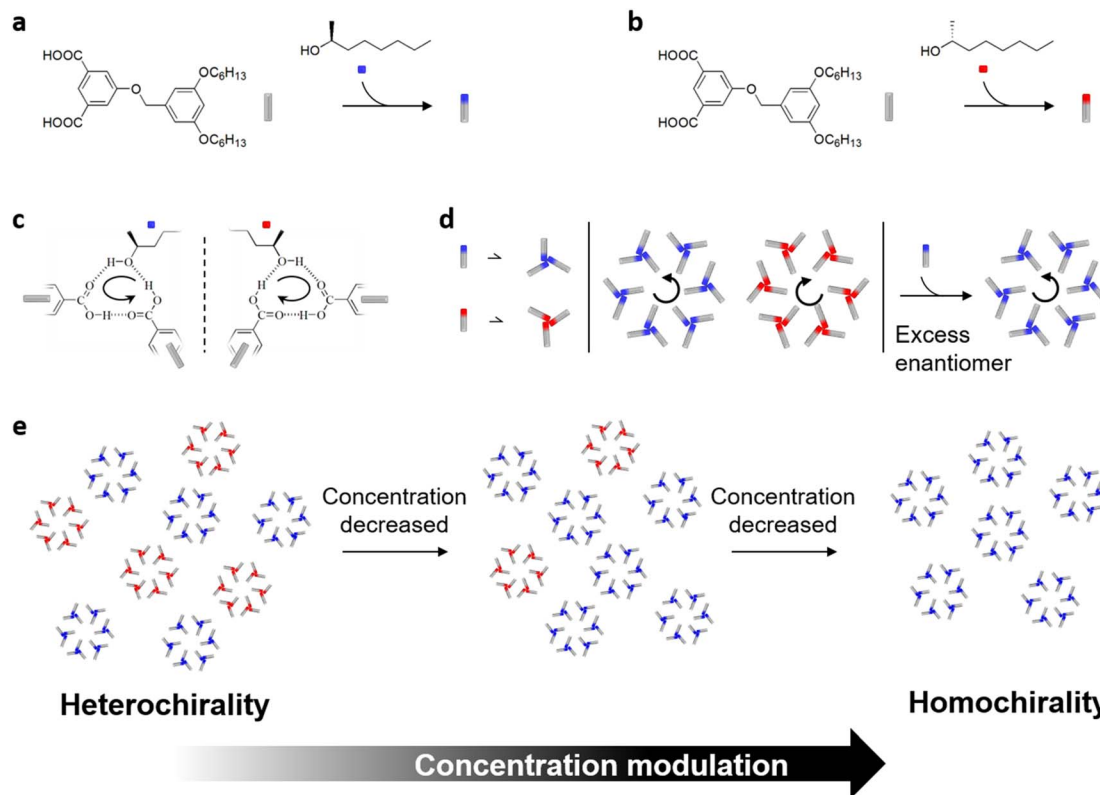 a
HO
HOOC
OC₆H₁₃
O
HOOC
OC₆H₁₃
b
HO
HOOC
OC₆H₁₃
O
HOOC
OC₆H₁₃
c
H-O
O H
O-H O O
O-H
H O
O O H-O
d
Excess
enantiomer
e
Concentration
decreased
Concentration
decreased
Heterochirality
Homochirality
Concentration modulation